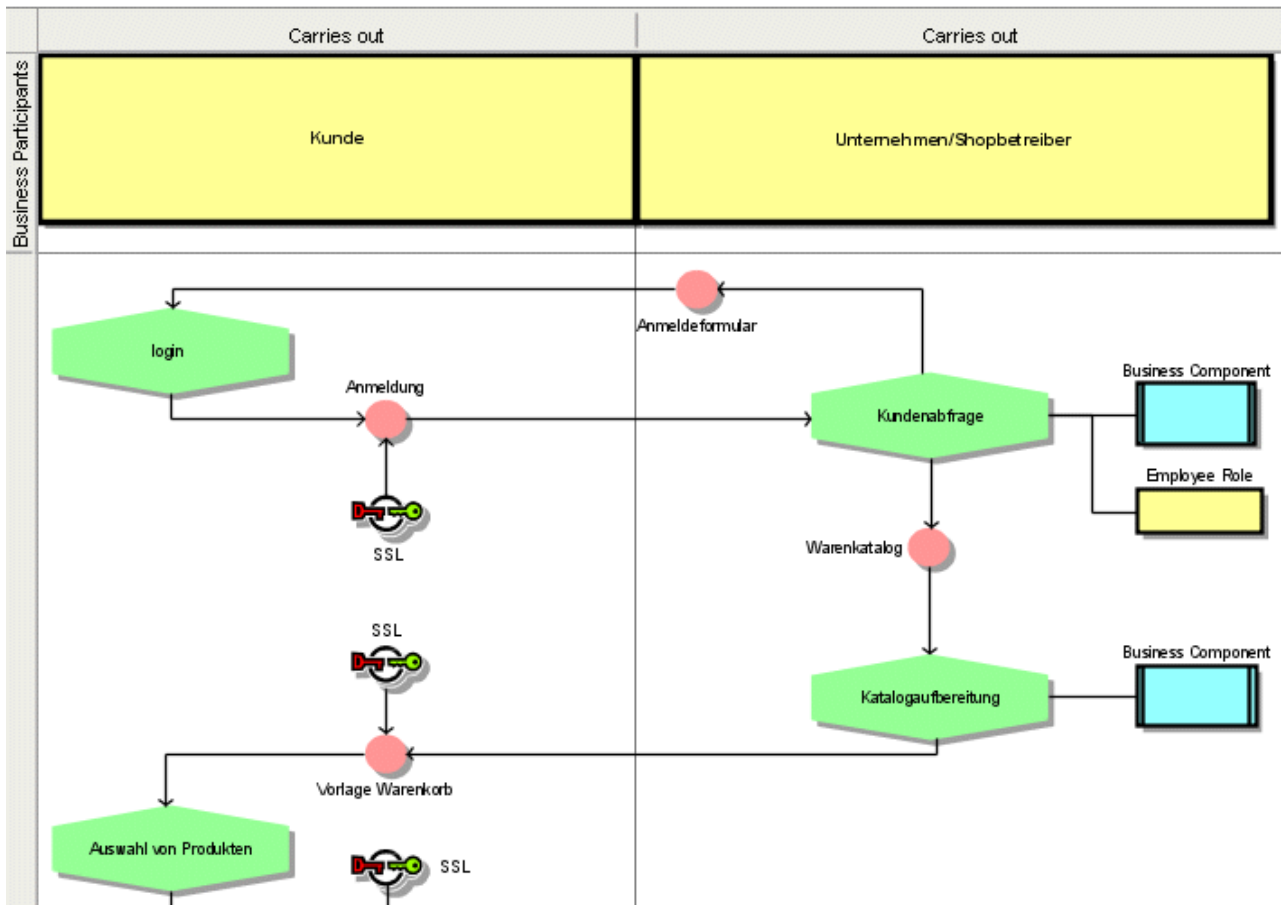 Carries out
Carries out
Business Participants
Kunde
Unternehmen/Shopbetreiber
Anmeldeformular
login
Anmeldung
Kundenabfrage
Business Component
Employee Role
SSL
Warenkatalog
SSL
Business Component
Katalogaufbereitung
Vorlage Warenkorb
Auswahl von Produkten
SSL